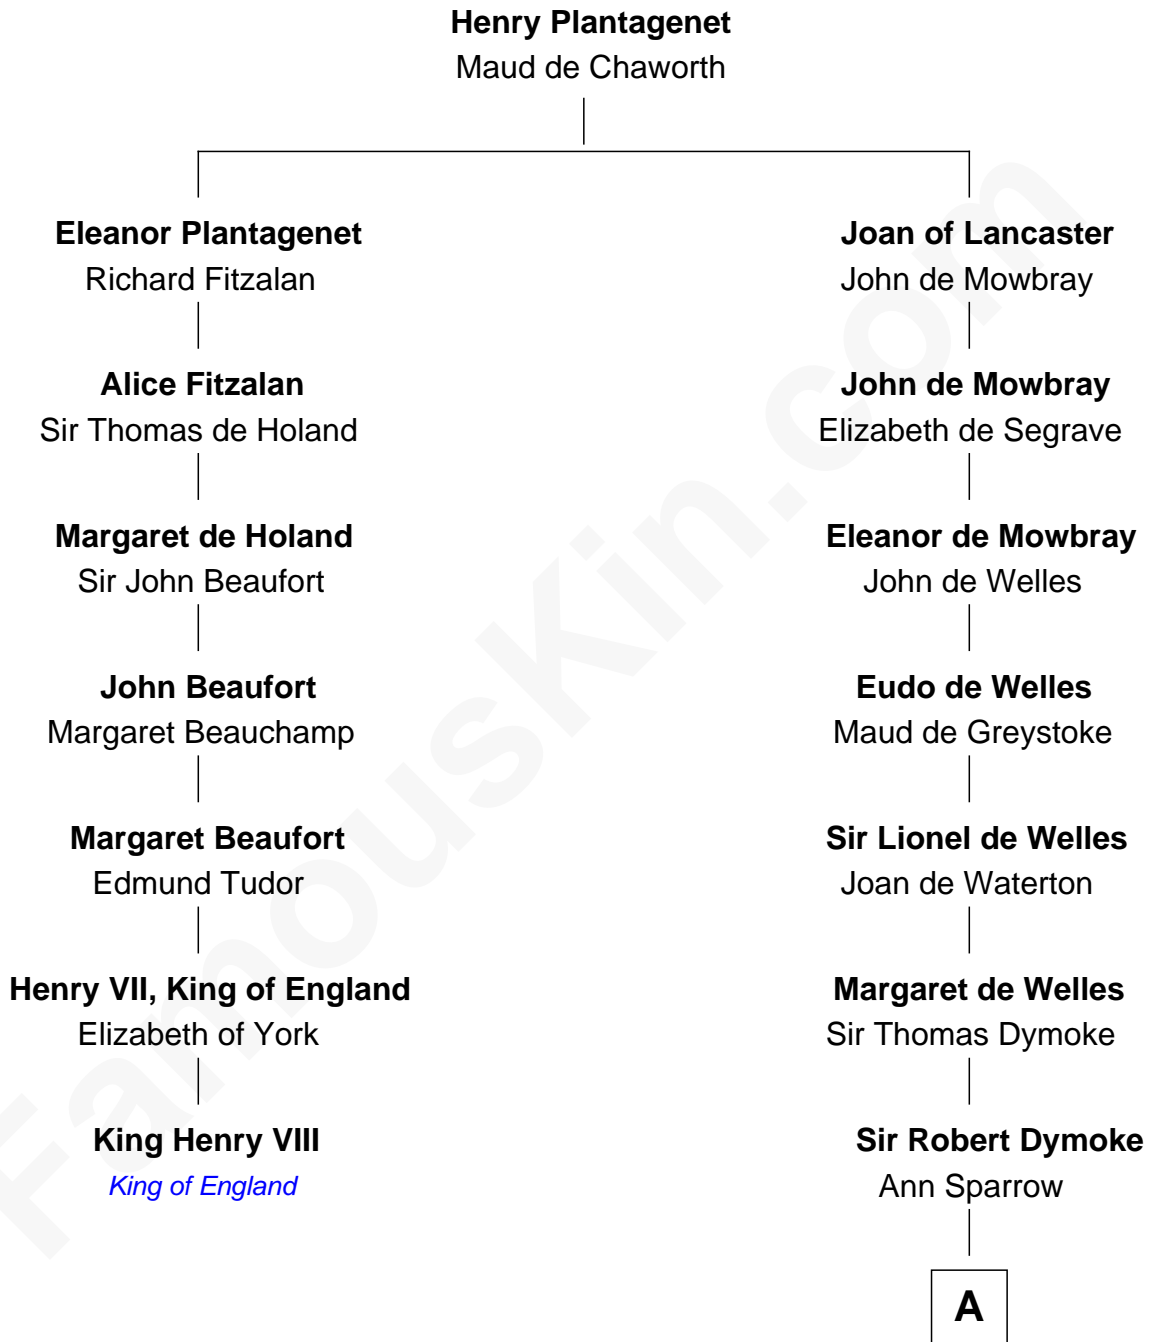 Henry Plantagenet
Maud de Chaworth
Eleanor Plantagenet
Richard Fitzalan
Joan of Lancaster
John de Mowbray
Alice Fitzalan
Sir Thomas de Holand
John de Mowbray
Elizabeth de Segrave
Margaret de Holand
Sir John Beaufort
Eleanor de Mowbray
John de Welles
John Beaufort
Margaret Beauchamp
Eudo de Welles
Maud de Greystoke
Margaret Beaufort
Edmund Tudor
Sir Lionel de Welles
Joan de Waterton
Henry VII, King of England
Elizabeth of York
Margaret de Welles
Sir Thomas Dymoke
King Henry VIII
King of England
Sir Robert Dymoke
Ann Sparrow
A
FamousKin.com